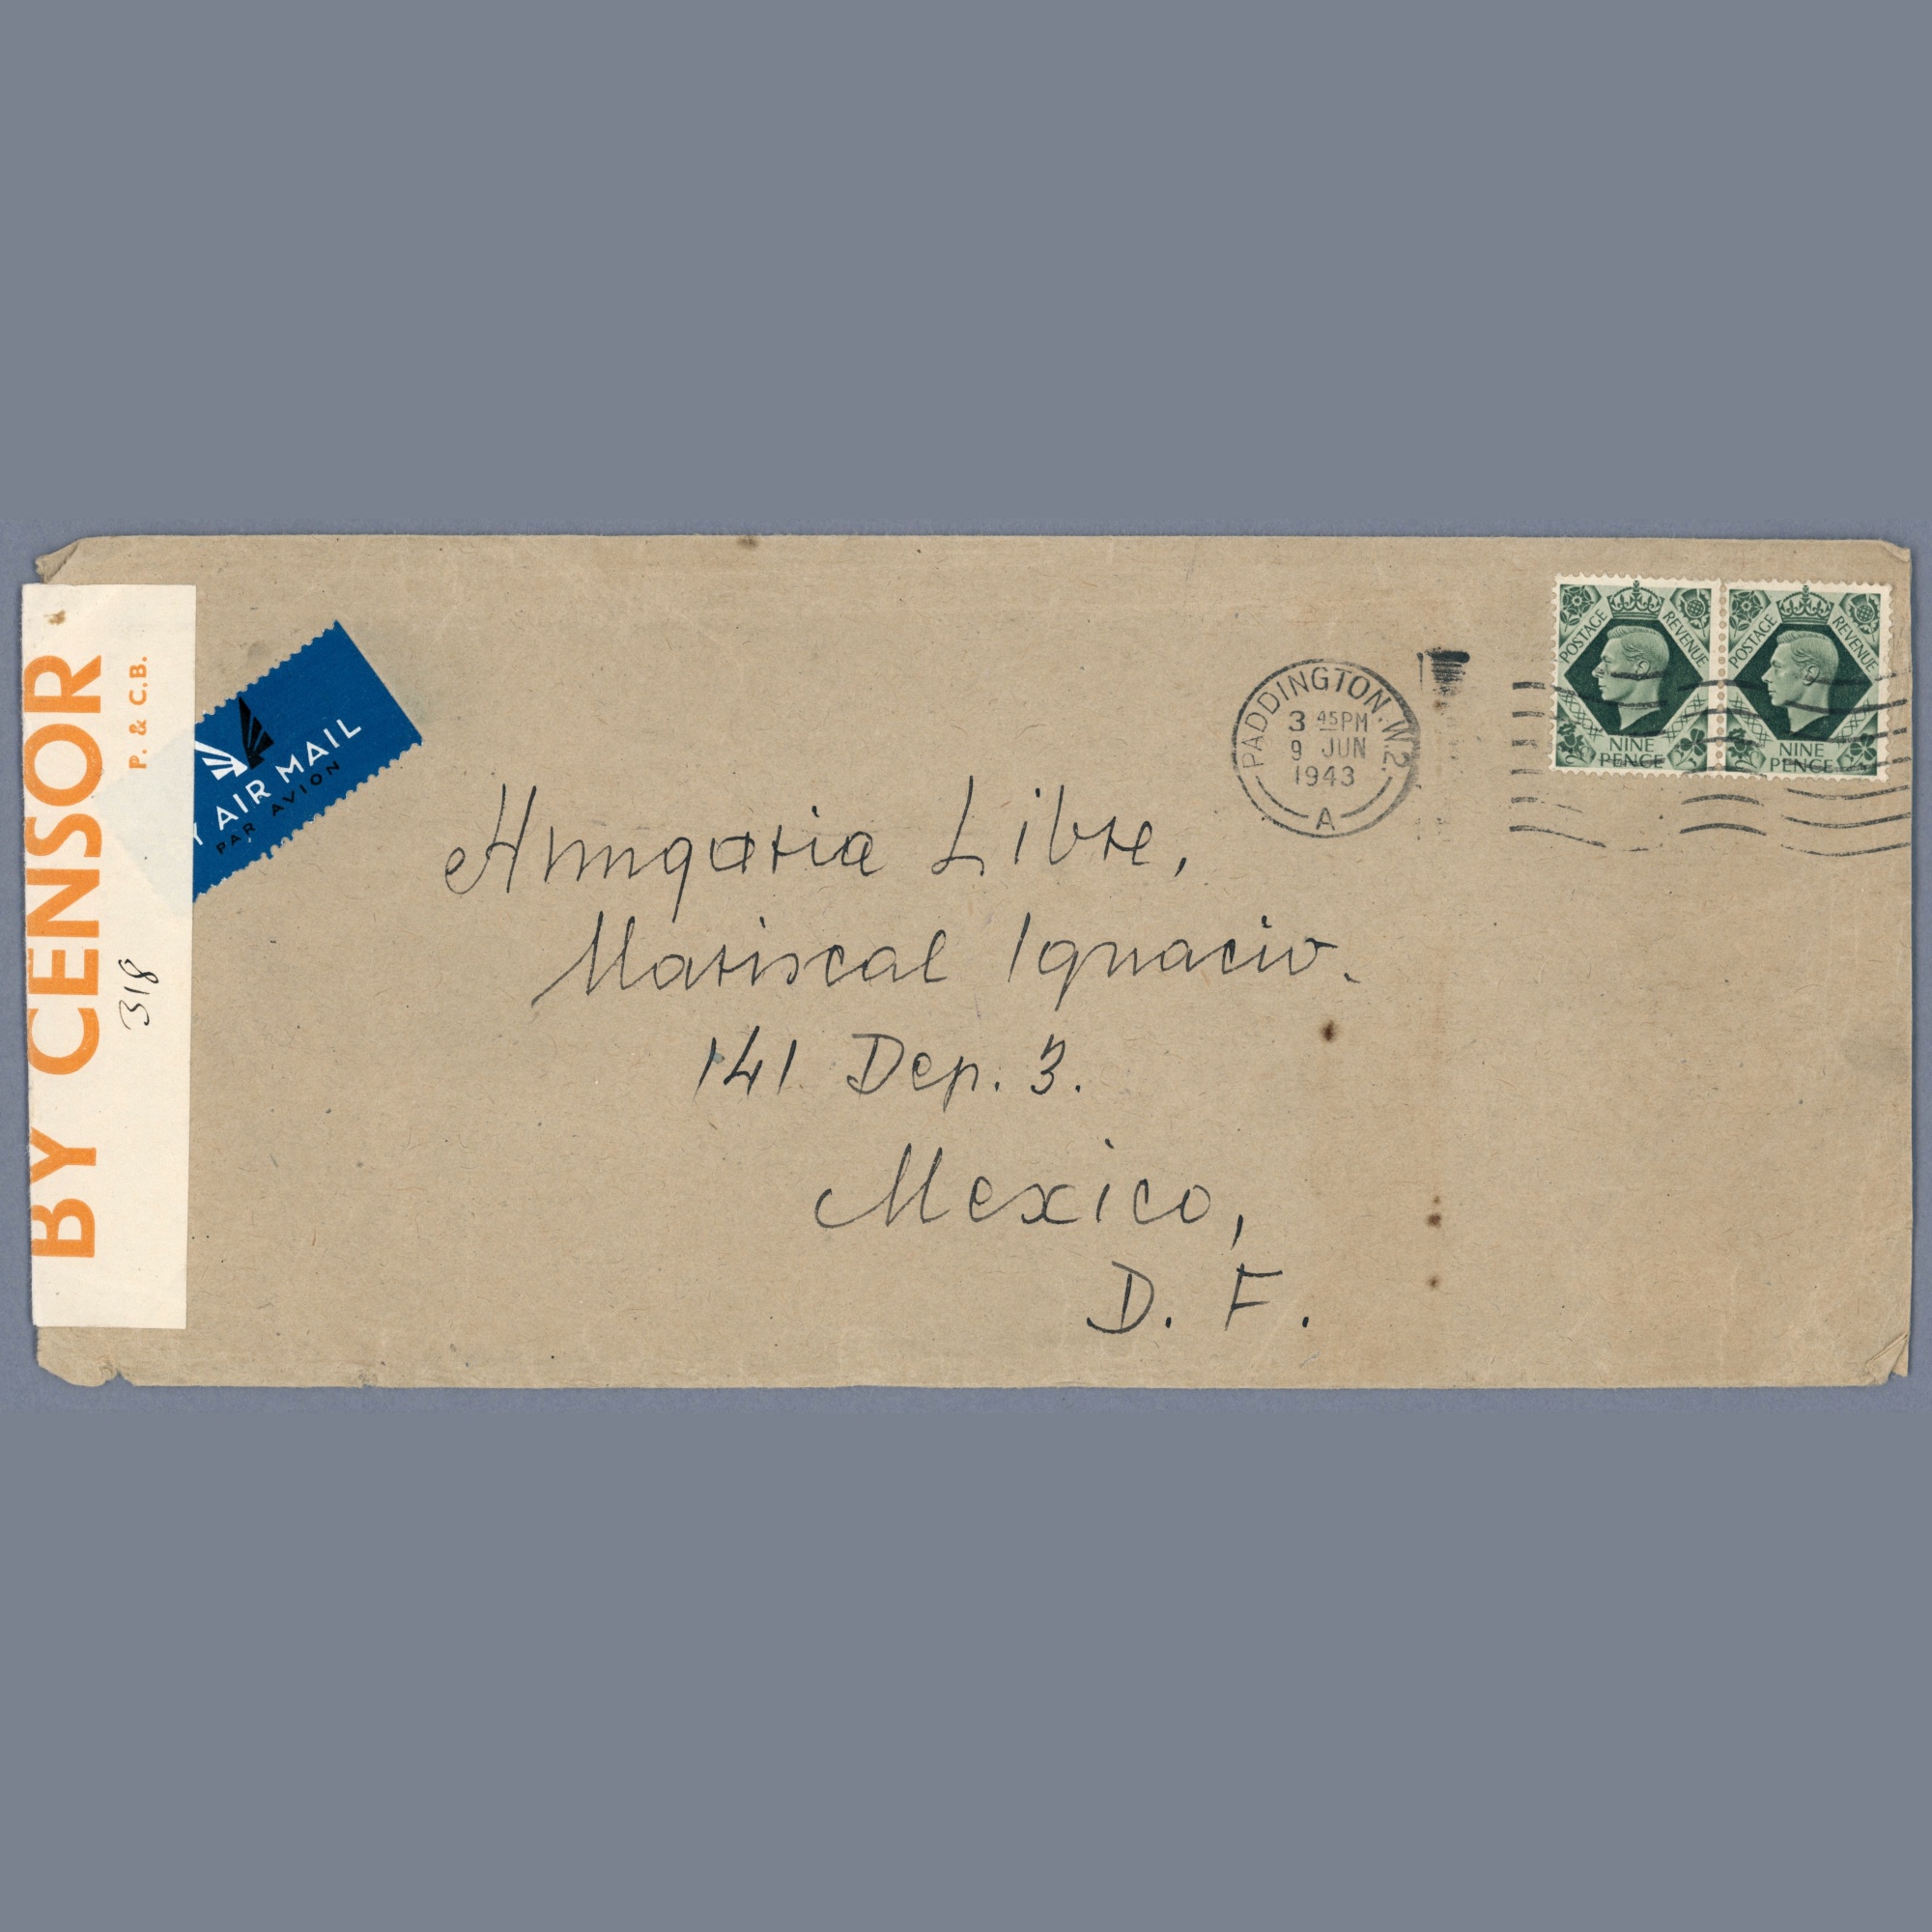 BY CENSOR
P. & C.B.
318
Y AIR MAIL
PAR AVION
PADDINGTON.W.2.
3 45PM
9 JUN
1943
A
POSTAGE REVENUE
NINE
PENCE
POSTAGE REVENUE
NINE
PENCE
Hungaria Libre,
Mariscal Ignacio.
141 Dep. 3.
Mexico,
D. F.